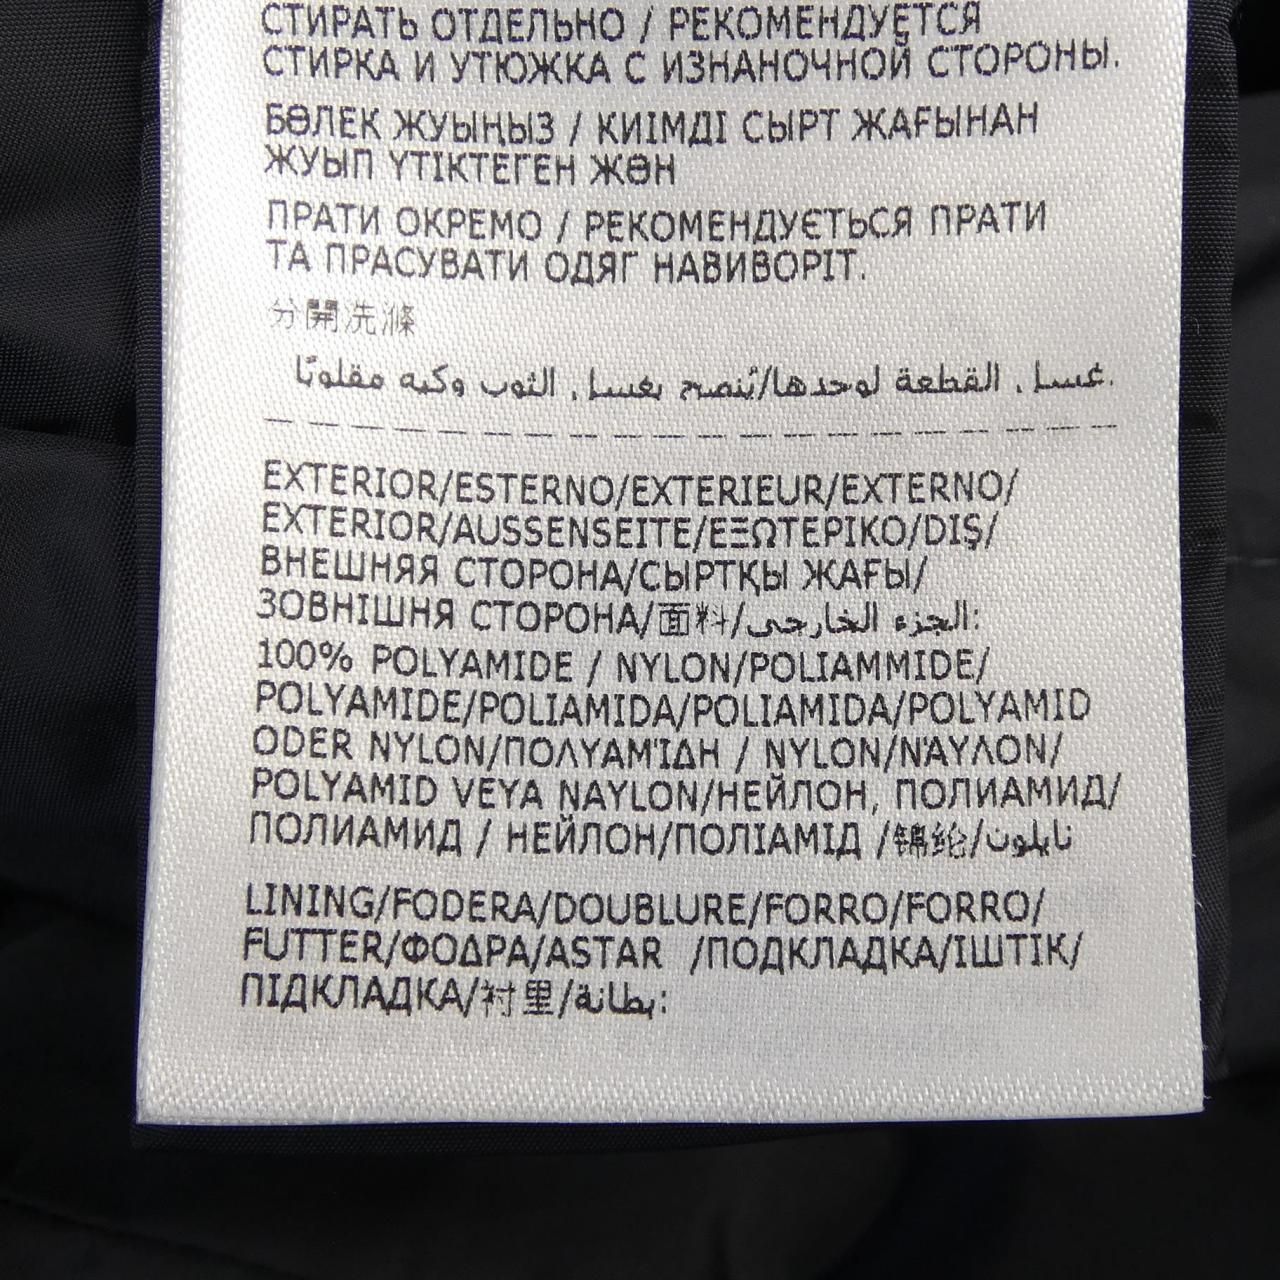 СТИРАТЬ ОТДЕЛЬНО / РЕКОМЕНДУЕТСЯ
СТИРКА И УТЮЖКА С ИЗНАНОЧНОЙ СТОРОНЫ.
БӨЛЕК ЖУЫҢЫЗ / КИІМДІ СЫРТ ЖАҒЫНАН
ЖУЫП ҮТІКТЕГЕН ЖӨН
ПРАТИ ОКРЕМО / РЕКОМЕНДУЄТЬСЯ ПРАТИ
ТА ПРАСУВАТИ ОДЯГ НАВИВОРІТ.
分開洗滌
غسل القطعة لوحدها/يُنصح بغسل الثوب وكيه مقلوبًا.
EXTERIOR/ESTERNO/EXTERIEUR/EXTERNO/
EXTERIOR/AUSSENSEITE/ΕΞΩΤΕΡΙΚΟ/DIŞ/
ВНЕШНЯЯ СТОРОНА/СЫРТҚЫ ЖАҒЫ/
ЗОВНІШНЯ СТОРОНА/面料/الجزء الخارجي:
100% POLYAMIDE / NYLON/POLIAMMIDE/
POLYAMIDE/POLIAMIDA/POLIAMIDA/POLYAMID
ODER NYLON/ΠΟΛΥΑΜΊΔΗ / NYLON/ΝΆΥΛΟΝ/
POLYAMID VEYA NAYLON/НЕЙЛОН, ПОЛИАМИД/
ПОЛИАМИД / НЕЙЛОН/ПОЛІАМІД /锦纶/نايلون
LINING/FODERA/DOUBLURE/FORRO/FORRO/
FUTTER/ΦΟΔΡΑ/ASTAR /ПОДКЛАДКА/ІШТІК/
ПІДКЛАДКА/衬里/بطانة: